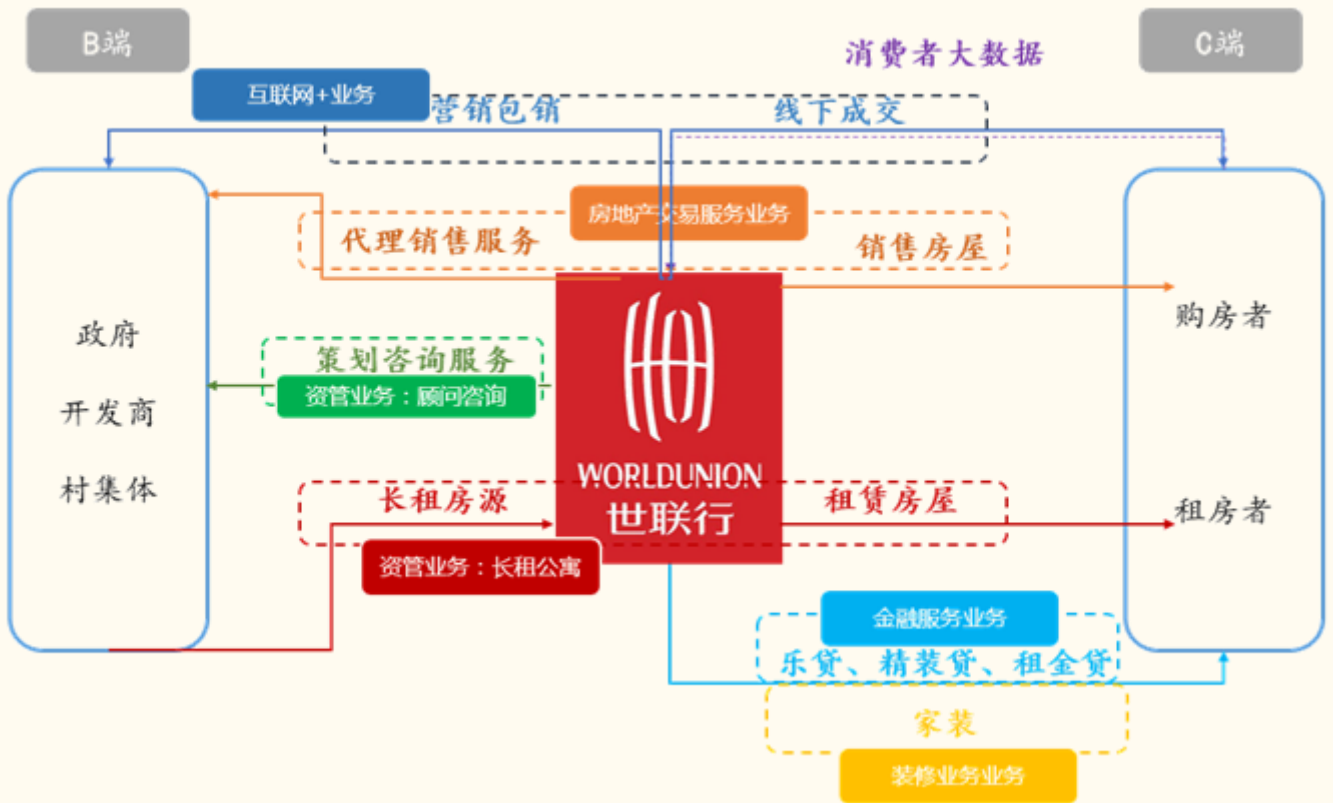 B端
C端
消费者大数据
互联网+业务
营销包销
线下成交
房地产交易服务业务
代理销售服务
销售房屋
政府
开发商
村集体
购房者
租房者
策划咨询服务
资管业务：顾问咨询
WORLDUNION
世联行
长租房源
租赁房屋
资管业务：长租公寓
金融服务业务
乐贷、精装贷、租金贷
家装
装修业务业务